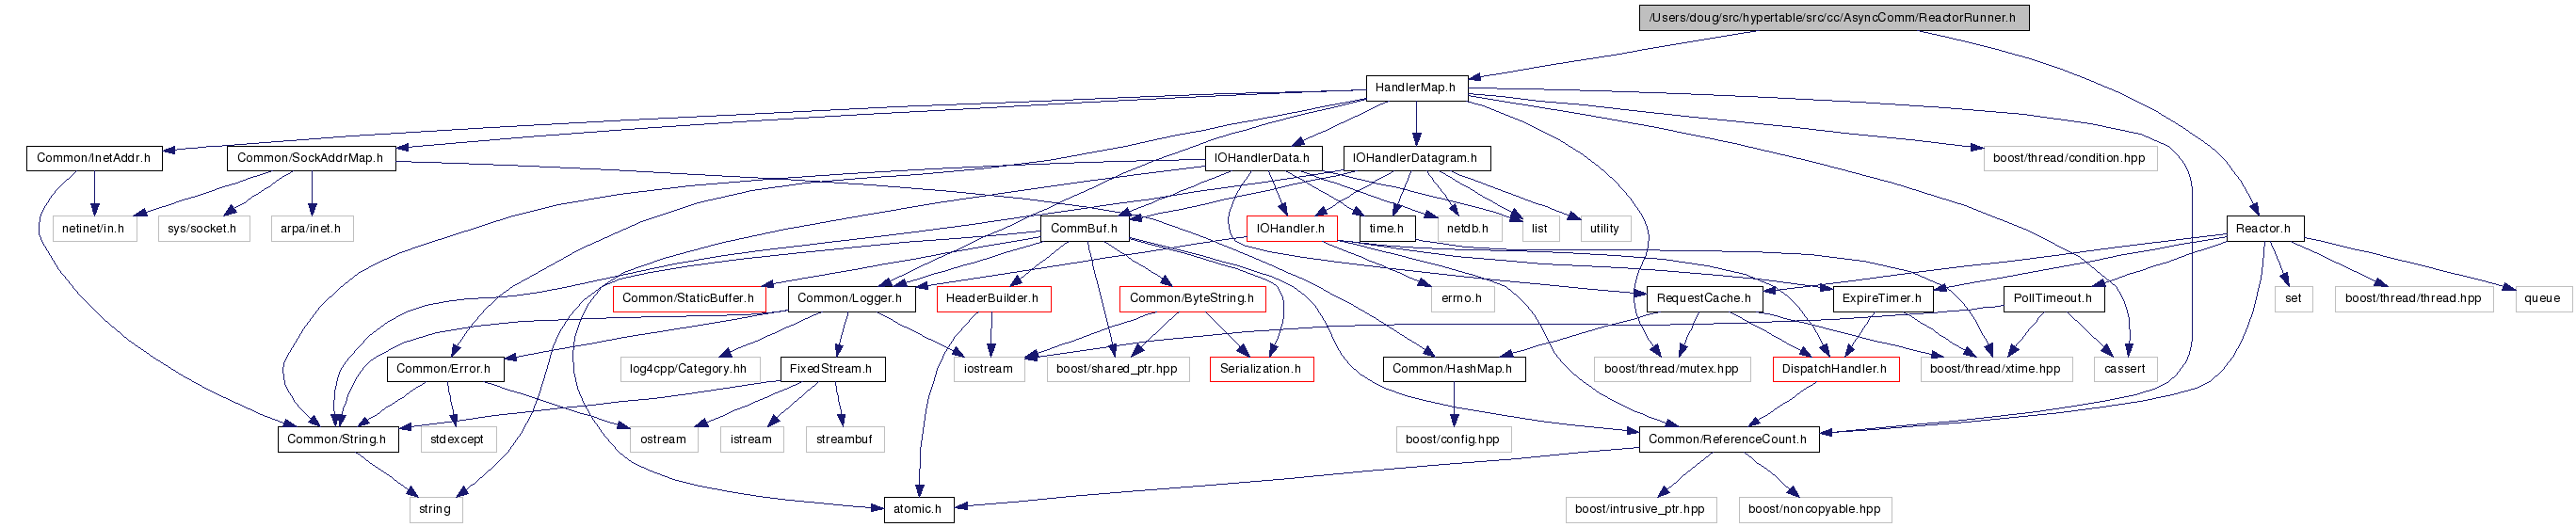 /Users/doug/src/hypertable/src/cc/AsyncComm/ReactorRunner.h
HandlerMap.h
Common/InetAddr.h
Common/SockAddrMap.h
IOHandlerData.h
IOHandlerDatagram.h
boost/thread/condition.hpp
netinet/in.h
sys/socket.h
arpa/inet.h
CommBuf.h
IOHandler.h
time.h
netdb.h
list
utility
Reactor.h
Common/StaticBuffer.h
Common/Logger.h
HeaderBuilder.h
Common/ByteString.h
errno.h
RequestCache.h
ExpireTimer.h
PollTimeout.h
set
boost/thread/thread.hpp
queue
Common/Error.h
log4cpp/Category.hh
FixedStream.h
iostream
boost/shared_ptr.hpp
Serialization.h
Common/HashMap.h
boost/thread/mutex.hpp
DispatchHandler.h
boost/thread/xtime.hpp
cassert
Common/String.h
stdexcept
ostream
istream
streambuf
boost/config.hpp
Common/ReferenceCount.h
string
atomic.h
boost/intrusive_ptr.hpp
boost/noncopyable.hpp